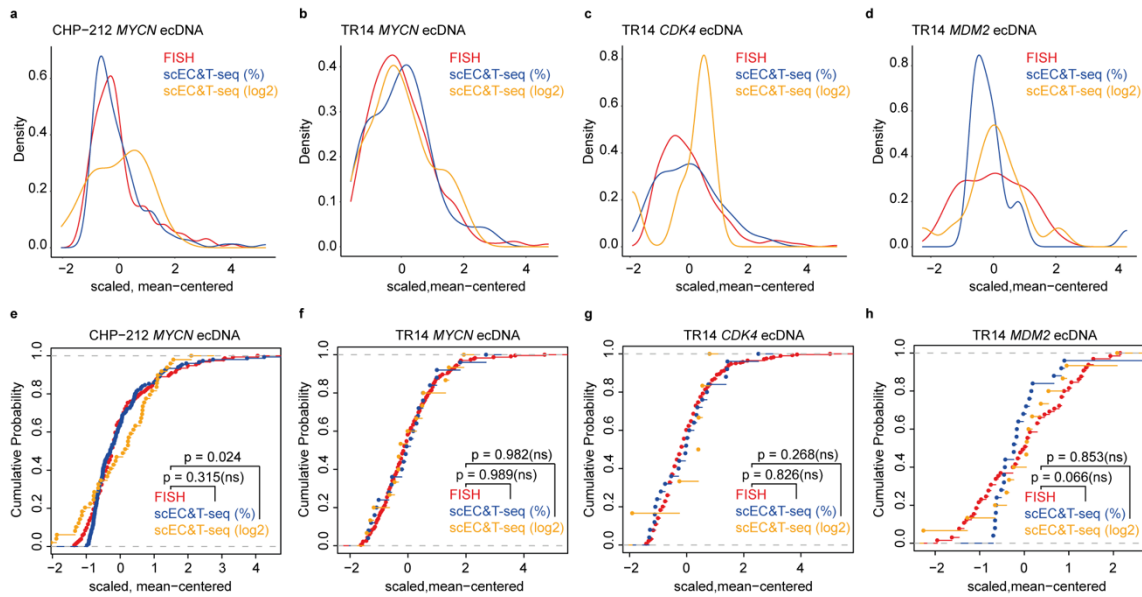 a
CHP-212 MYCN ecDNA
FISH
scEC&T-seq (%)
scEC&T-seq (log2)
Density
0.6
0.4
0.2
0.0
-2 0 2 4
scaled,mean-centered
b
TR14 MYCN ecDNA
FISH
scEC&T-seq (%)
scEC&T-seq (log2)
Density
0.4
0.3
0.2
0.1
0.0
0 2 4
scaled,mean-centered
c
TR14 CDK4 ecDNA
FISH
scEC&T-seq (%)
scEC&T-seq (log2)
Density
0.8
0.6
0.4
0.2
0.0
-2 0 2 4
scaled,mean-centered
d
TR14 MDM2 ecDNA
FISH
scEC&T-seq (%)
scEC&T-seq (log2)
Density
0.8
0.6
0.4
0.2
0.0
-2 0 2 4
scaled,mean-centered
e
CHP-212 MYCN ecDNA
Cumulative Probability
1.0
0.8
0.6
0.4
0.2
0.0
p = 0.024
p = 0.315(ns)
FISH
scEC&T-seq (%)
scEC&T-seq (log2)
-2 -1 0 1 2 3 4
scaled,mean-centered
f
TR14 MYCN ecDNA
Cumulative Probability
1.0
0.8
0.6
0.4
0.2
0.0
p = 0.982(ns)
p = 0.989(ns)
FISH
scEC&T-seq (%)
scEC&T-seq (log2)
-2 0 2 4
scaled,mean-centered
g
TR14 CDK4 ecDNA
Cumulative Probability
1.0
0.8
0.6
0.4
0.2
0.0
p = 0.268(ns)
p = 0.826(ns)
FISH
scEC&T-seq (%)
scEC&T-seq (log2)
-2 0 2 4
scaled,mean-centered
h
TR14 MDM2 ecDNA
Cumulative Probability
1.0
0.8
0.6
0.4
0.2
0.0
p = 0.853(ns)
p = 0.066(ns)
FISH
scEC&T-seq (%)
scEC&T-seq (log2)
-2 -1 0 1 2
scaled,mean-centered